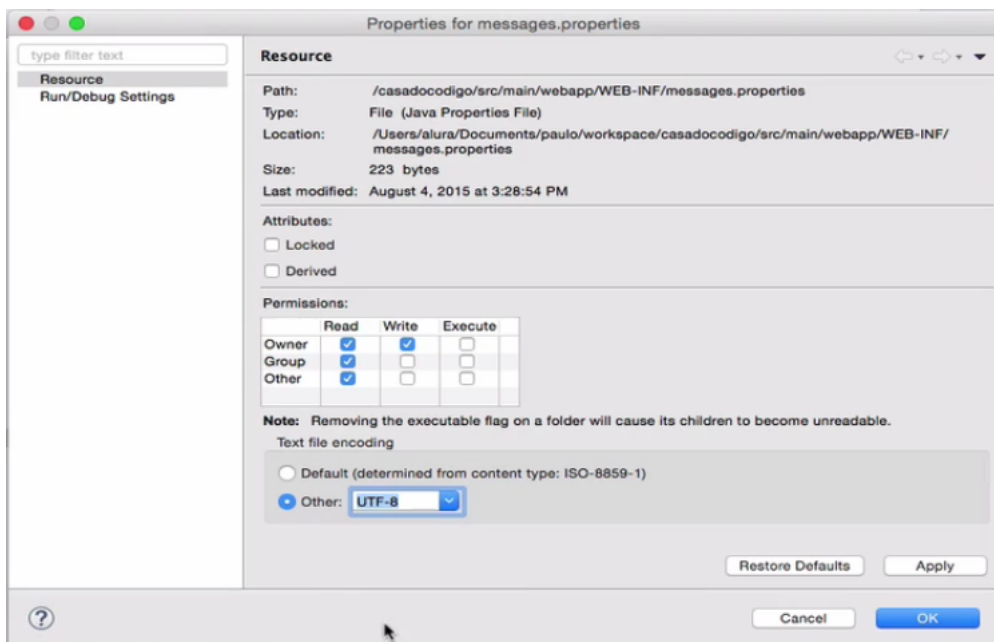 Properties for messages.properties
type filter text
Resource
Run/Debug Settings
Resource
Path: /casadocodigo/src/main/webapp/WEB-INF/messages.properties
Type: File (Java Properties File)
Location: /Users/alura/Documents/paulo/workspace/casadocodigo/src/main/webapp/WEB-INF/
messages.properties
Size: 223 bytes
Last modified: August 4, 2015 at 3:28:54 PM
Attributes:
Locked
Derived
Permissions:
Read Write Execute
Owner
Group
Other
Note: Removing the executable flag on a folder will cause its children to become unreadable.
Text file encoding
Default (determined from content type: ISO-8859-1)
Other: UTF-8
Restore Defaults Apply
? Cancel OK